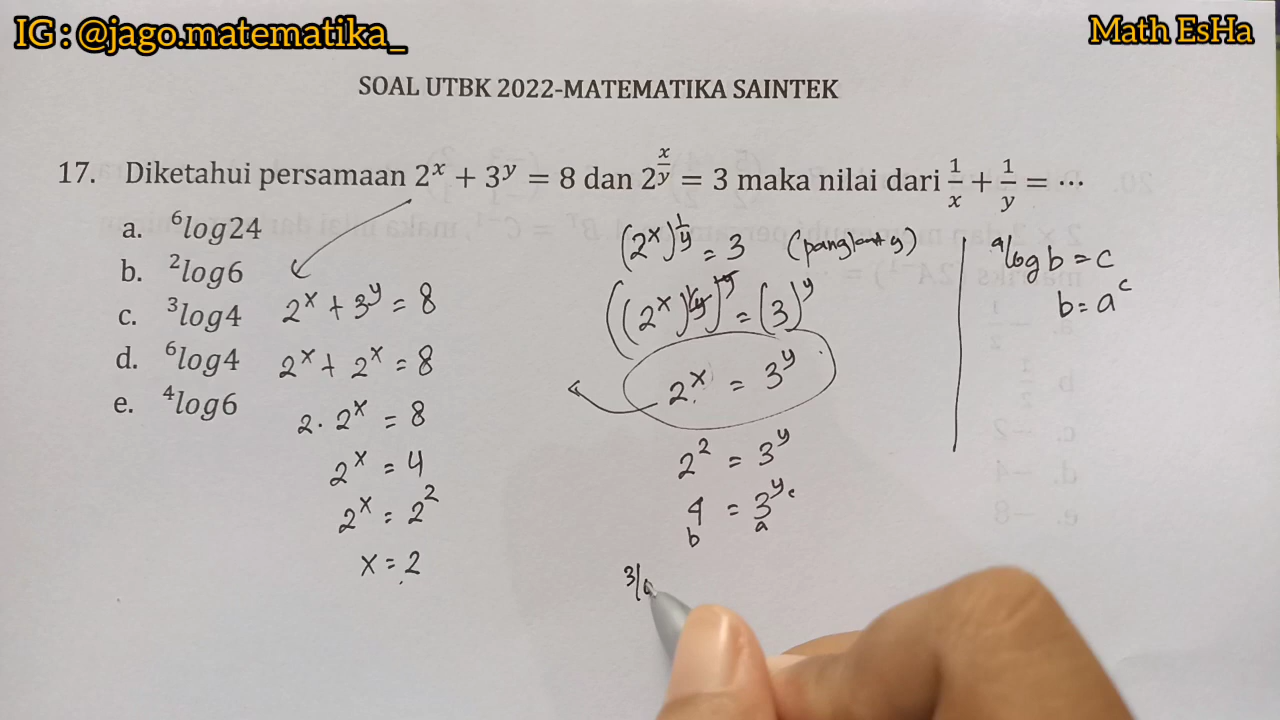 IG : @jago.matematika_
Math EsHa
SOAL UTBK 2022-MATEMATIKA SAINTEK
17. Diketahui persamaan 2^x + 3^y = 8 dan 2^(x/y) = 3 maka nilai dari 1/x + 1/y = ⋯
a. ⁶log24
b. ²log6
c. ³log4
d. ⁶log4
e. ⁴log6
2^x + 3^y = 8
2^x + 2^x = 8
2 . 2^x = 8
2^x = 4
2^x = 2^2
x = 2
(2^x)^(1/y) = 3 (pangkat y)
((2^x)^(1/y))^y = (3)^y
2^x = 3^y
2^2 = 3^y
4 = 3^y c
b a
3/
ᵃlog b = c
b = a^c